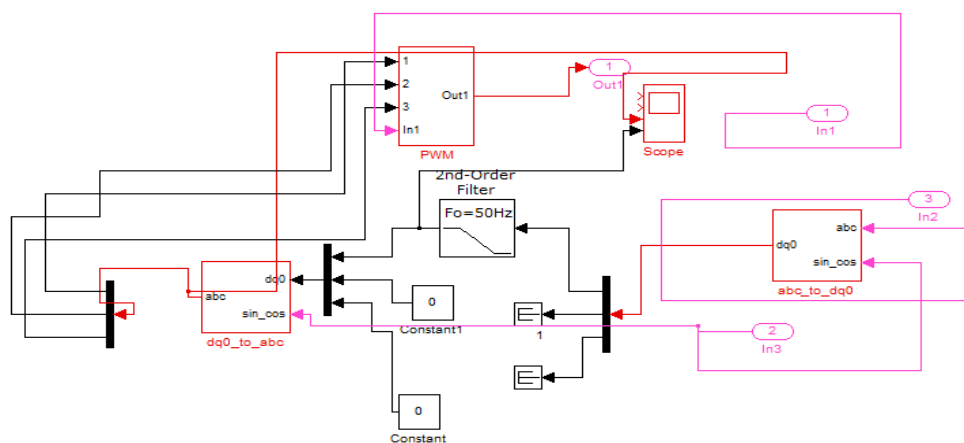 1
2
3
In1
Out1
PWM
1
Out1
Scope
1
In1
2nd-Order
Filter
Fo=50Hz
3
In2
abc
dq0
sin_cos
abc_to_dq0
dq0
abc
sin_cos
dq0_to_abc
0
Constant1
1
2
In3
0
Constant